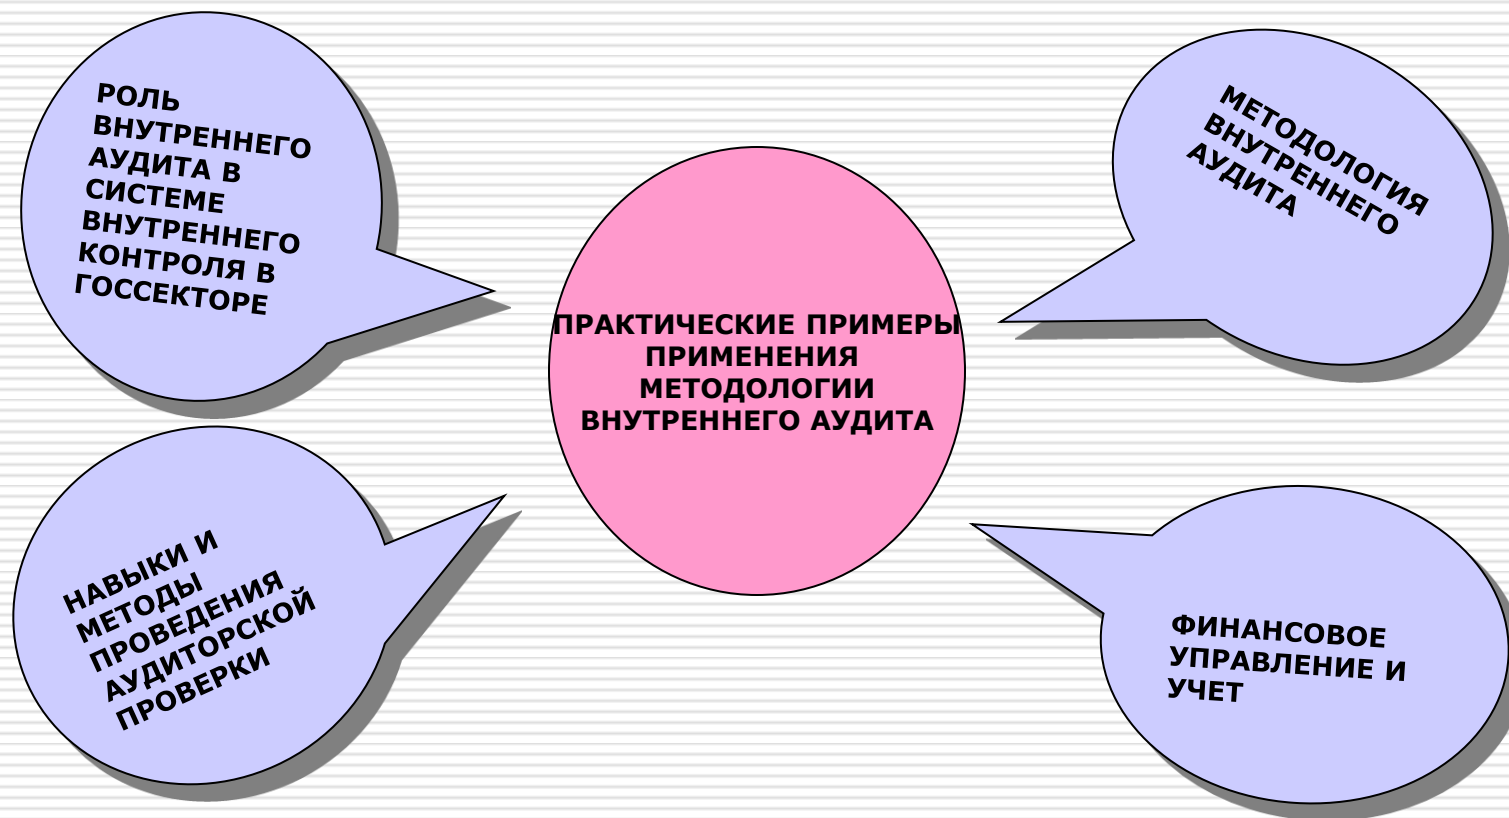 РОЛЬ
ВНУТРЕННЕГО
АУДИТА В
СИСТЕМЕ
ВНУТРЕННЕГО
КОНТРОЛЯ В
ГОССЕКТОРЕ
МЕТОДОЛОГИЯ
ВНУТРЕННЕГО
АУДИТА
ПРАКТИЧЕСКИЕ ПРИМЕРЫ
ПРИМЕНЕНИЯ
МЕТОДОЛОГИИ
ВНУТРЕННЕГО АУДИТА
НАВЫКИ И
МЕТОДЫ
ПРОВЕДЕНИЯ
АУДИТОРСКОЙ
ПРОВЕРКИ
ФИНАНСОВОЕ
УПРАВЛЕНИЕ И
УЧЕТ